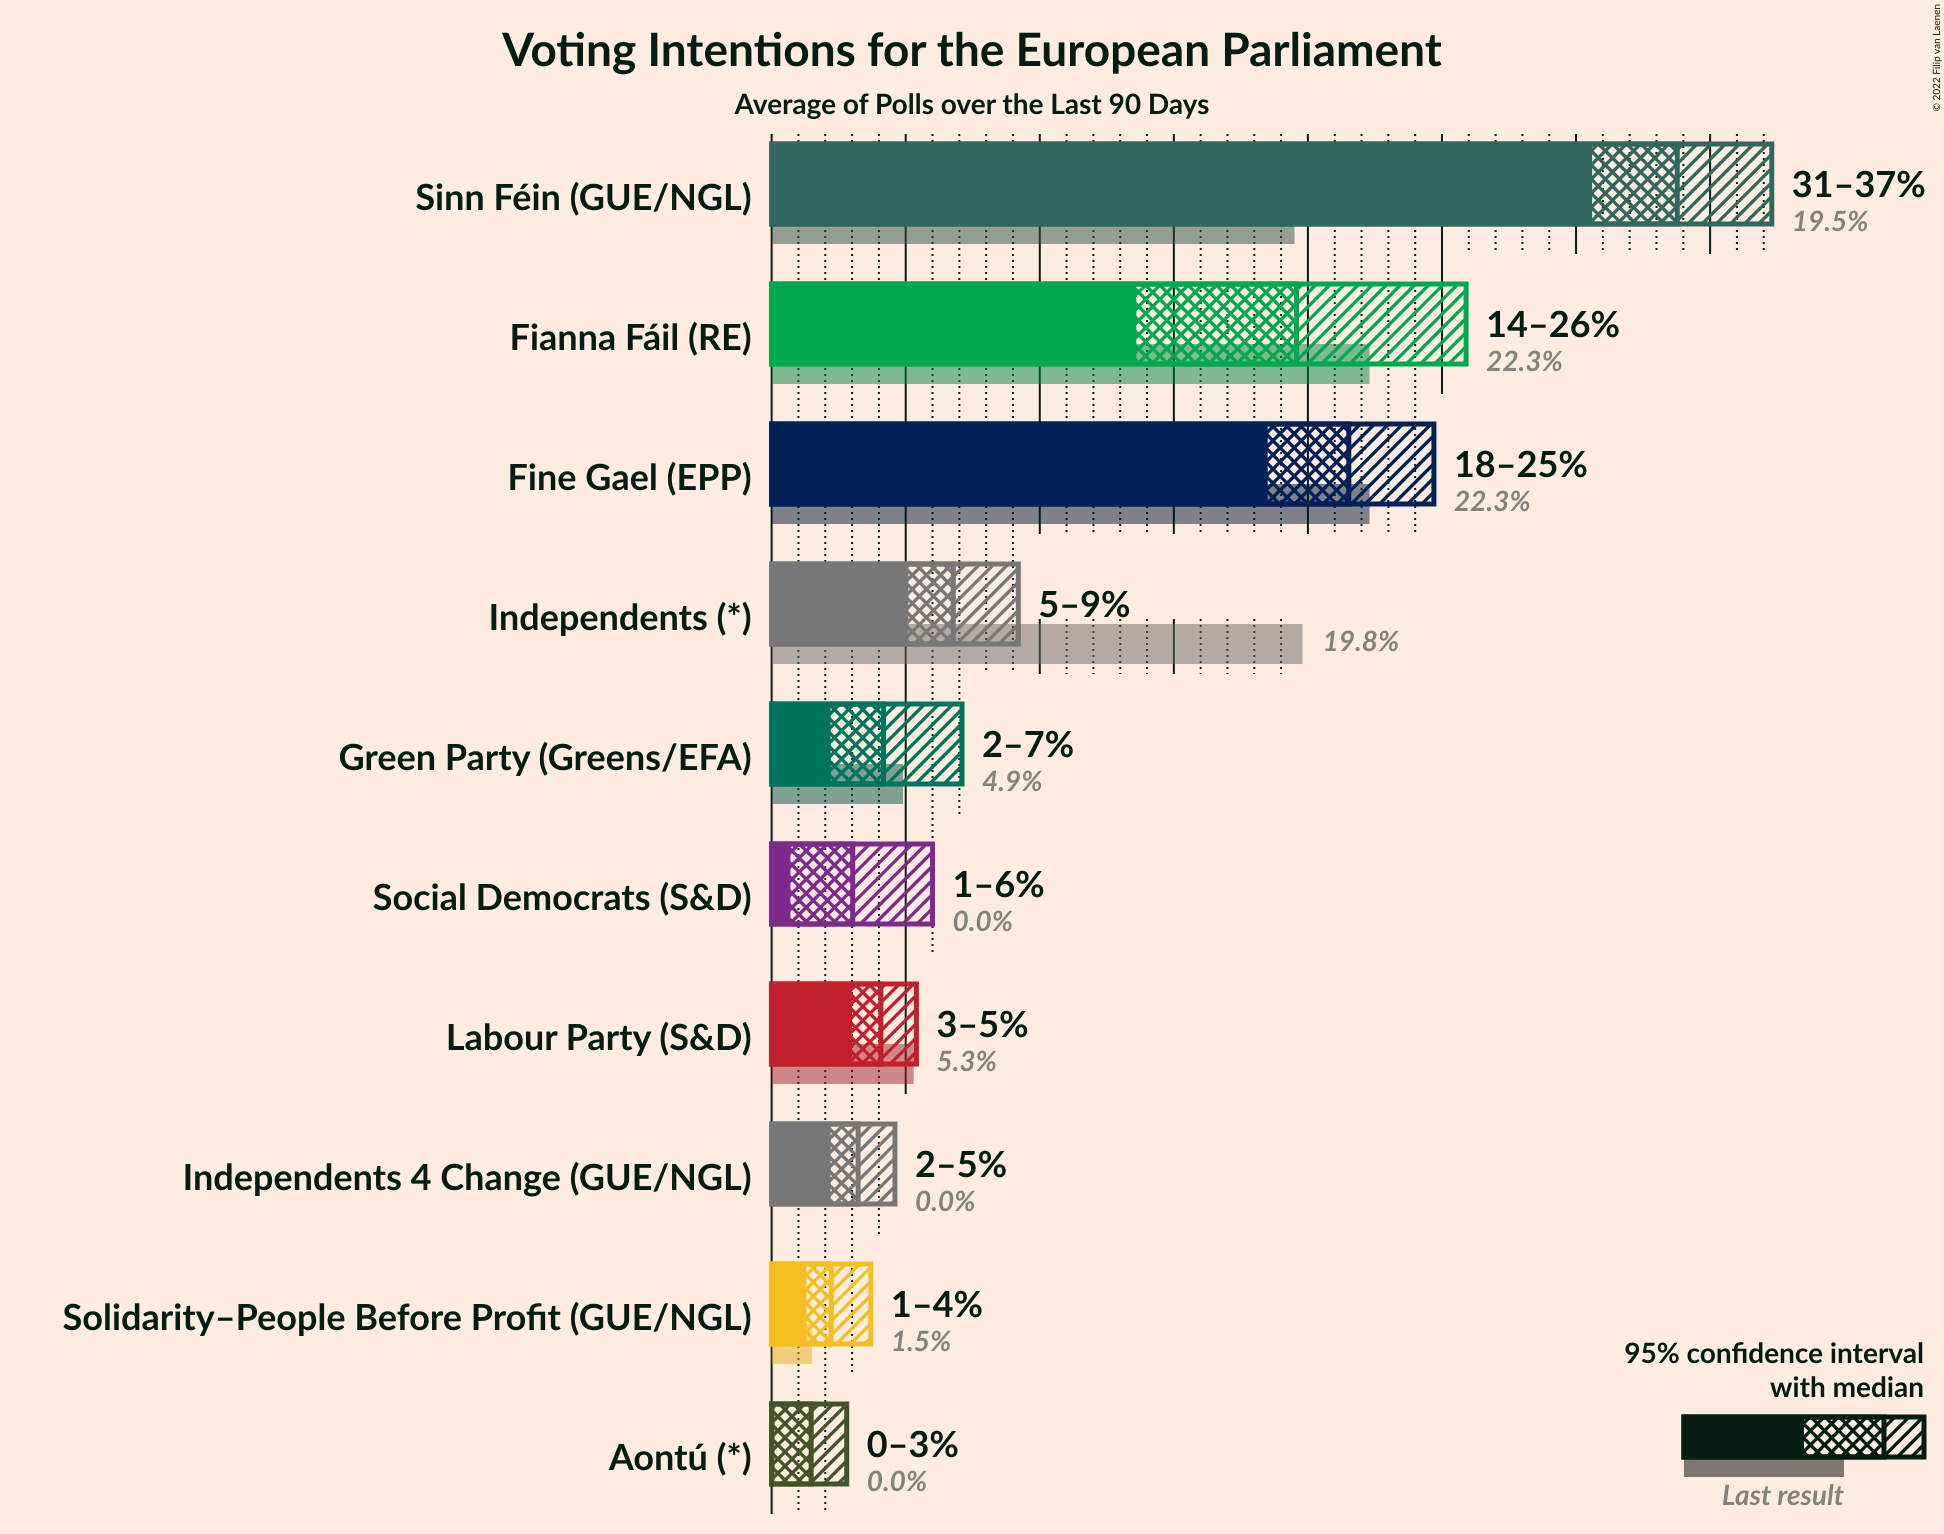 Voting Intentions for the European Parliament
Average of Polls over the Last 90 Days
© 2022 Filip van Laenen
Sinn Féin (GUE/NGL)
31–37%
19.5%
Fianna Fáil (RE)
14–26%
22.3%
Fine Gael (EPP)
18–25%
22.3%
Independents (*)
5–9%
19.8%
Green Party (Greens/EFA)
2–7%
4.9%
Social Democrats (S&D)
1–6%
0.0%
Labour Party (S&D)
3–5%
5.3%
Independents 4 Change (GUE/NGL)
2–5%
0.0%
Solidarity–People Before Profit (GUE/NGL)
1–4%
1.5%
Aontú (*)
0–3%
0.0%
95% confidence interval
with median
Last result